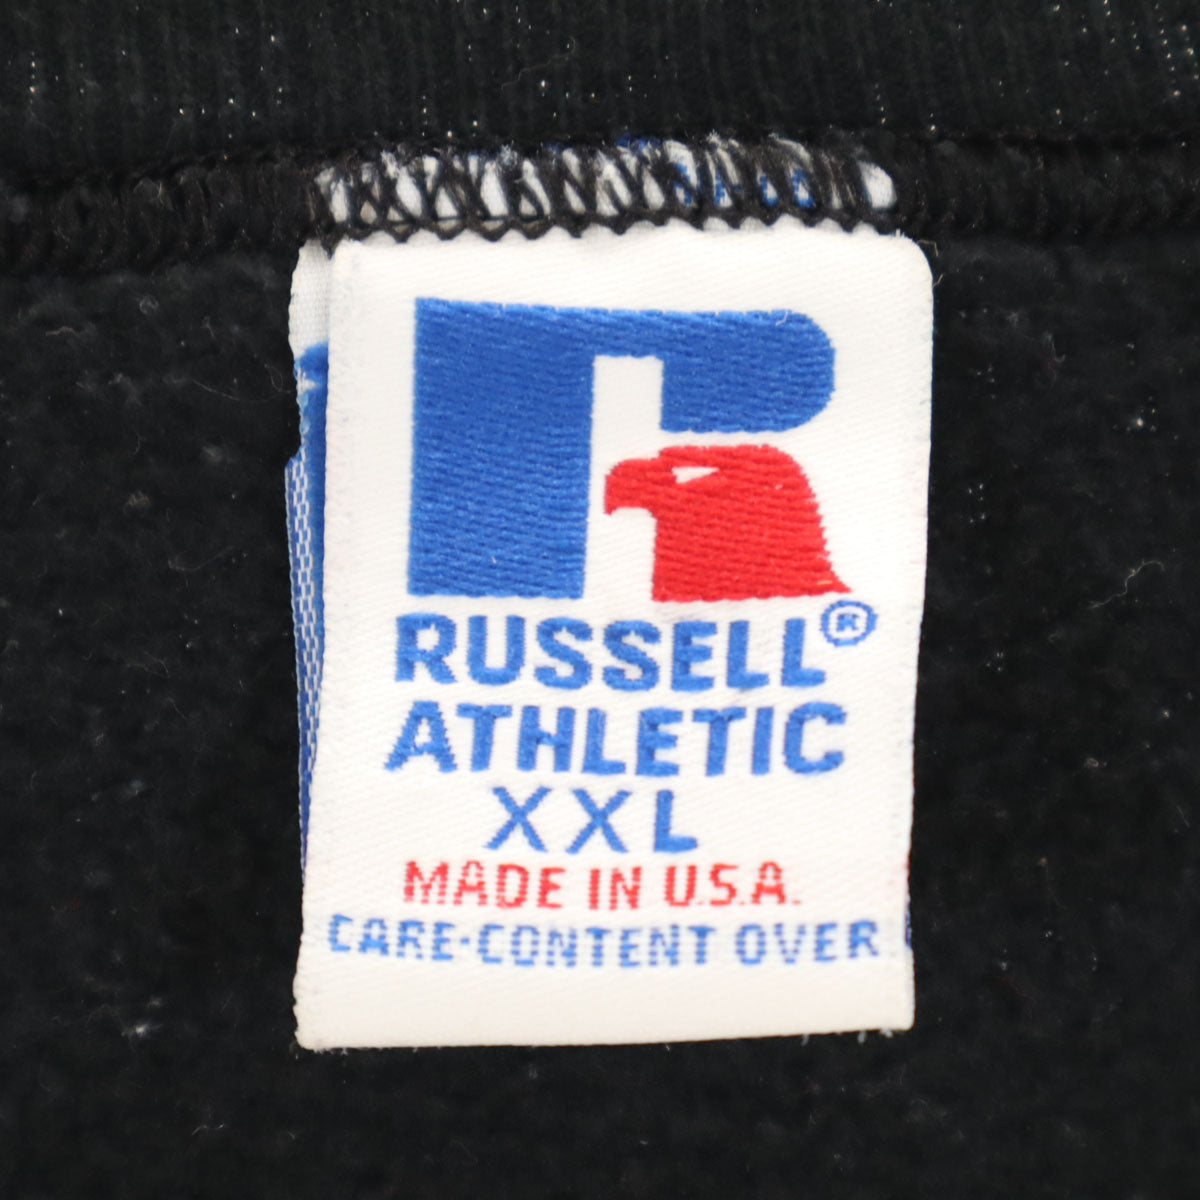 R
RUSSELL®
ATHLETIC
XXL
MADE IN U.S.A.
CARE-CONTENT OVER